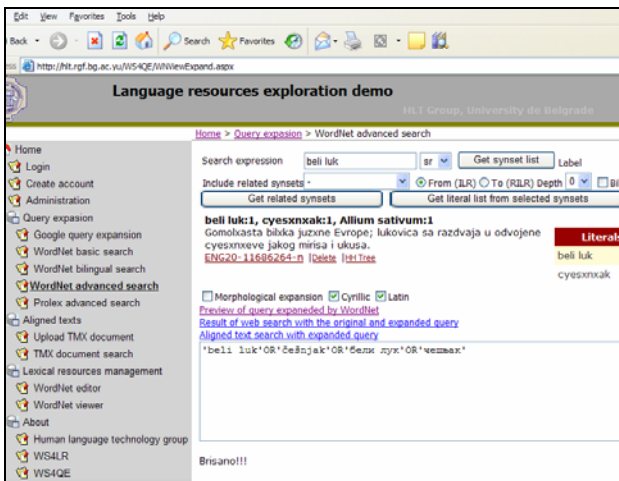 Edit View Favorites Tools Help
Back Search Favorites
http://hlt.rgf.bg.ac.yu/WS4QE/WNViewExpand.aspx
Language resources exploration demo
HLT Group, University de Belgrade
Home > Query expasion > WordNet advanced search
Home
Login
Create account
Administration
Query expasion
Google query expansion
WordNet basic search
WordNet bilingual search
WordNet advanced search
Prolex advanced search
Aligned texts
Upload TMX document
TMX document search
Lexical resources management
WordNet editor
WordNet viewer
About
Human language technology group
WS4LR
WS4QE
Search expression beli luk sr Get synset list Label
Include related synsets - From (ILR) To (RILR) Depth 0 Bil
Get related synsets Get literal list from selected synsets
beli luk:1, cyesxnxak:1, Allium sativum:1
Gomolxasta bilxka juzxne Evrope; lukovica sa razdvaja u odvojene
cyesxnxeve jakog mirisa i ukusa.
ENG20-11686264-n |Delete |HH Tree
Literals
beli luk
cyesxnxak
Morphological expansion Cyrillic Latin
Preview of query expaneded by WordNet
Result of web search with the original and expanded query
Aligned text search with expanded query
"beli luk"OR"češnjak"OR"бели лук"OR"чешњак"
Brisano!!!